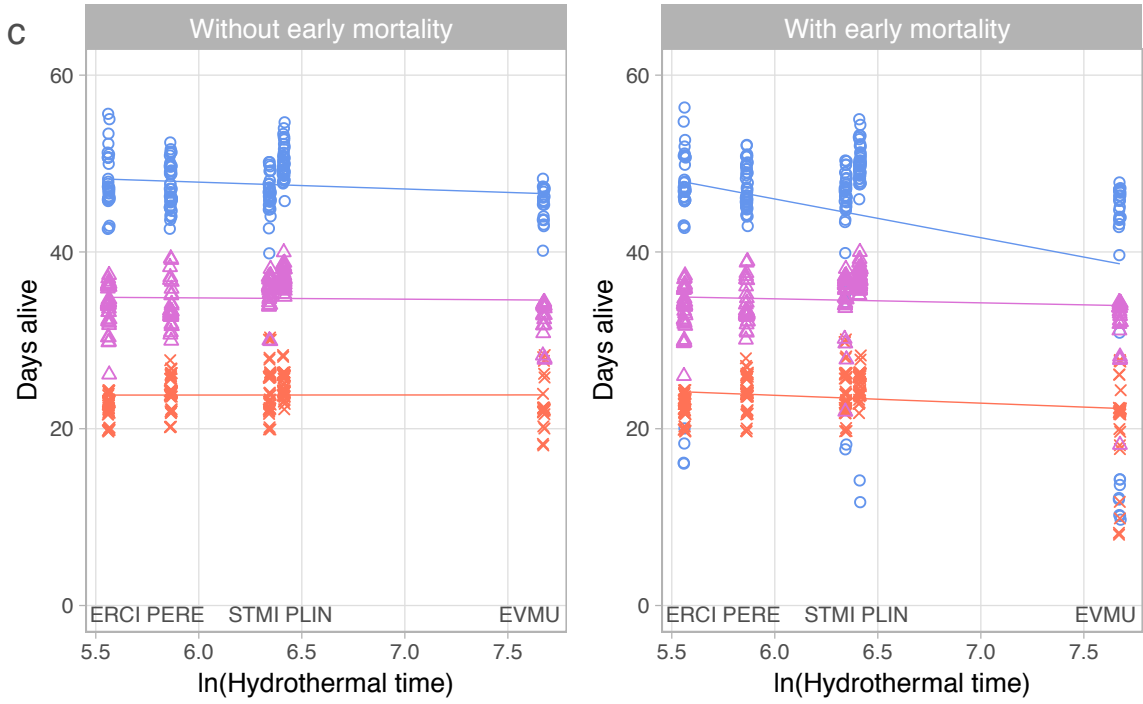 c
Without early mortality
With early mortality
Days alive
60
40
20
0
ERCI PERE STMI PLIN EVMU
5.5 6.0 6.5 7.0 7.5
ln(Hydrothermal time)
Days alive
60
40
20
0
ERCI PERE STMI PLIN EVMU
5.5 6.0 6.5 7.0 7.5
ln(Hydrothermal time)